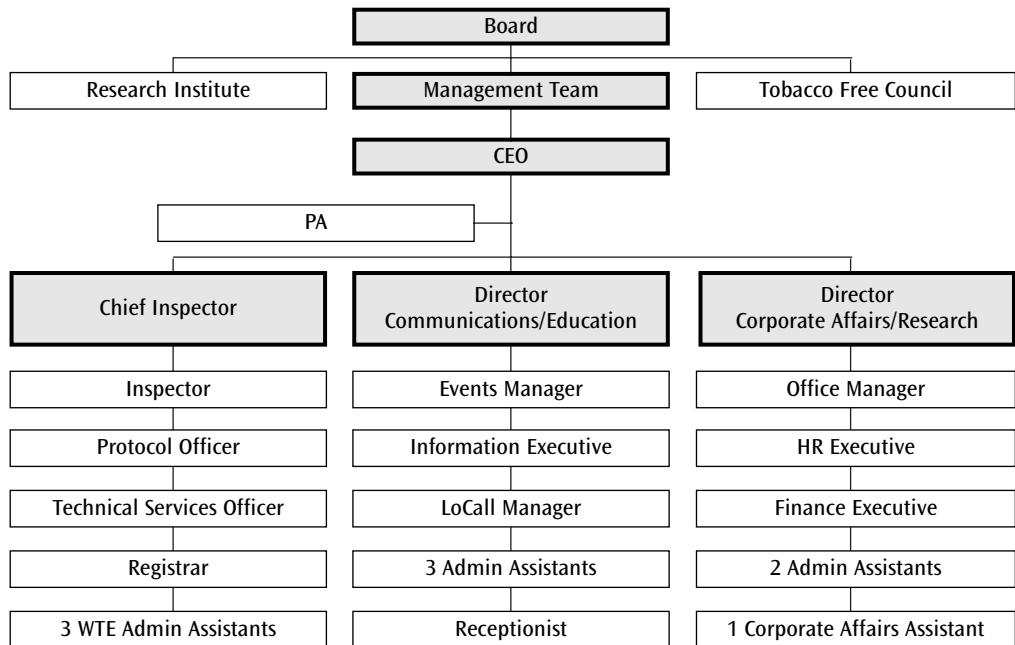 Board
Research Institute
Management Team
Tobacco Free Council
CEO
PA
Chief Inspector
Director
Communications/Education
Director
Corporate Affairs/Research
Inspector
Events Manager
Office Manager
Protocol Officer
Information Executive
HR Executive
Technical Services Officer
LoCall Manager
Finance Executive
Registrar
3 Admin Assistants
2 Admin Assistants
3 WTE Admin Assistants
Receptionist
1 Corporate Affairs Assistant